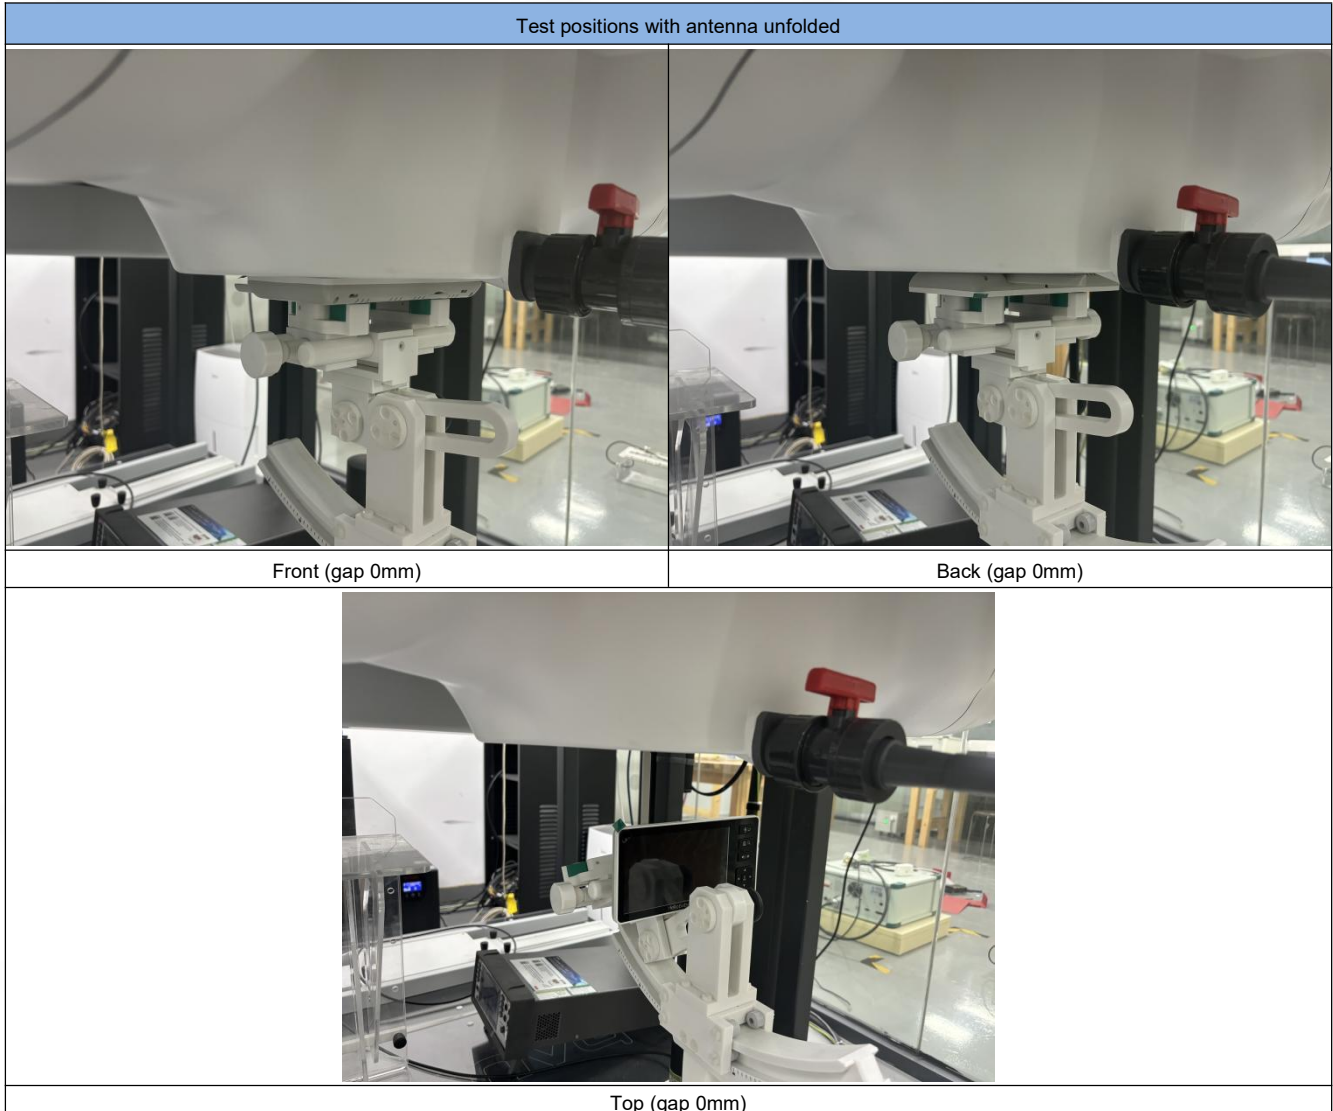 Test positions with antenna unfolded
Front (gap 0mm)
Back (gap 0mm)
Top (gap 0mm)